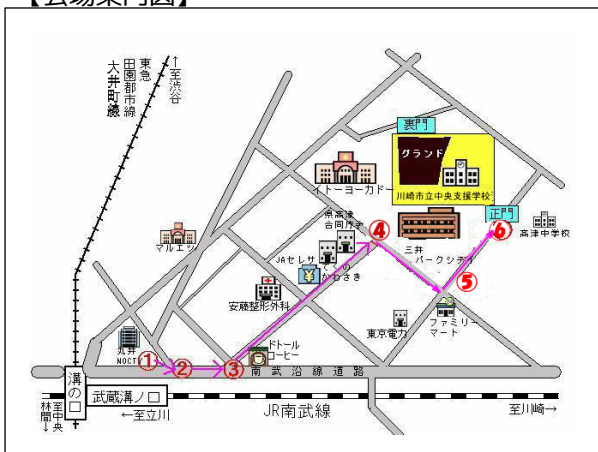 【会場案内図】
↑至渋谷
東急
田園都市線
大井町線
裏門
グランド
川崎市立中央支援学校
イトーヨーカドー
正門
⑥
高津中学校
県高津
合同庁舎
④
三井
パークシティ
マルエツ
JAセレサ
かわさき
安藤整形外科
⑤
ファミリー
マート
東京電力
丸井
NOCTY
①
②
③
ドトール
コーヒー
南武沿線道路
溝の口
武蔵溝ノ口
至中央
林間↓
←至立川
JR南武線
至川崎→